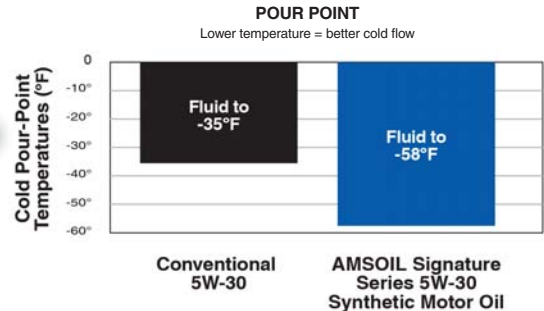 POUR POINT
Lower temperature = better cold flow
Cold Pour-Point
Temperatures (°F)
0
-10°
-20°
-30°
-40°
-50°
-60°
Fluid to
-35°F
Fluid to
-58°F
Conventional
5W-30
AMSOIL Signature
Series 5W-30
Synthetic Motor Oil